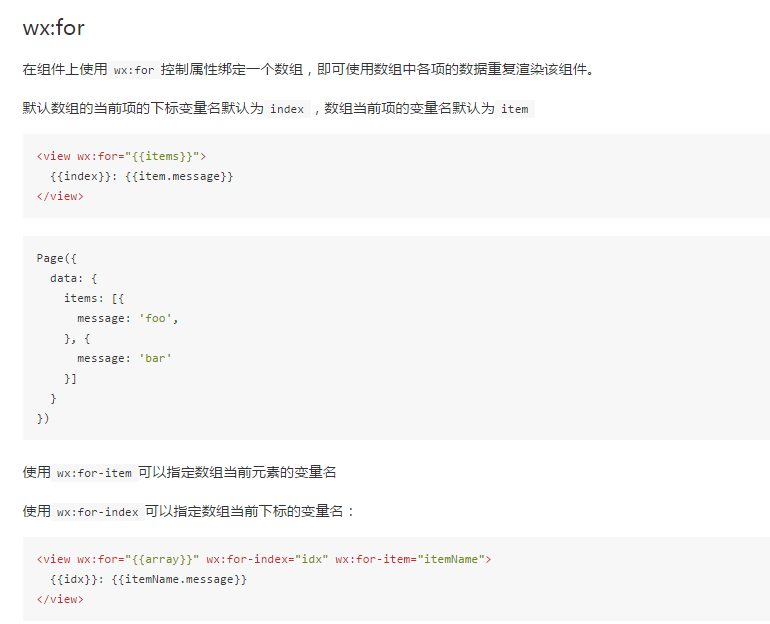 wx:for
在组件上使用 wx:for 控制属性绑定一个数组，即可使用数组中各项的数据重复渲染该组件。
默认数组的当前项的下标变量名默认为 index ，数组当前项的变量名默认为 item
<view wx:for="{{items}}">
  {{index}}: {{item.message}}
</view>
Page({
  data: {
    items: [{
      message: 'foo',
    }, {
      message: 'bar'
    }]
  }
})
使用 wx:for-item 可以指定数组当前元素的变量名
使用 wx:for-index 可以指定数组当前下标的变量名：
<view wx:for="{{array}}" wx:for-index="idx" wx:for-item="itemName">
  {{idx}}: {{itemName.message}}
</view>